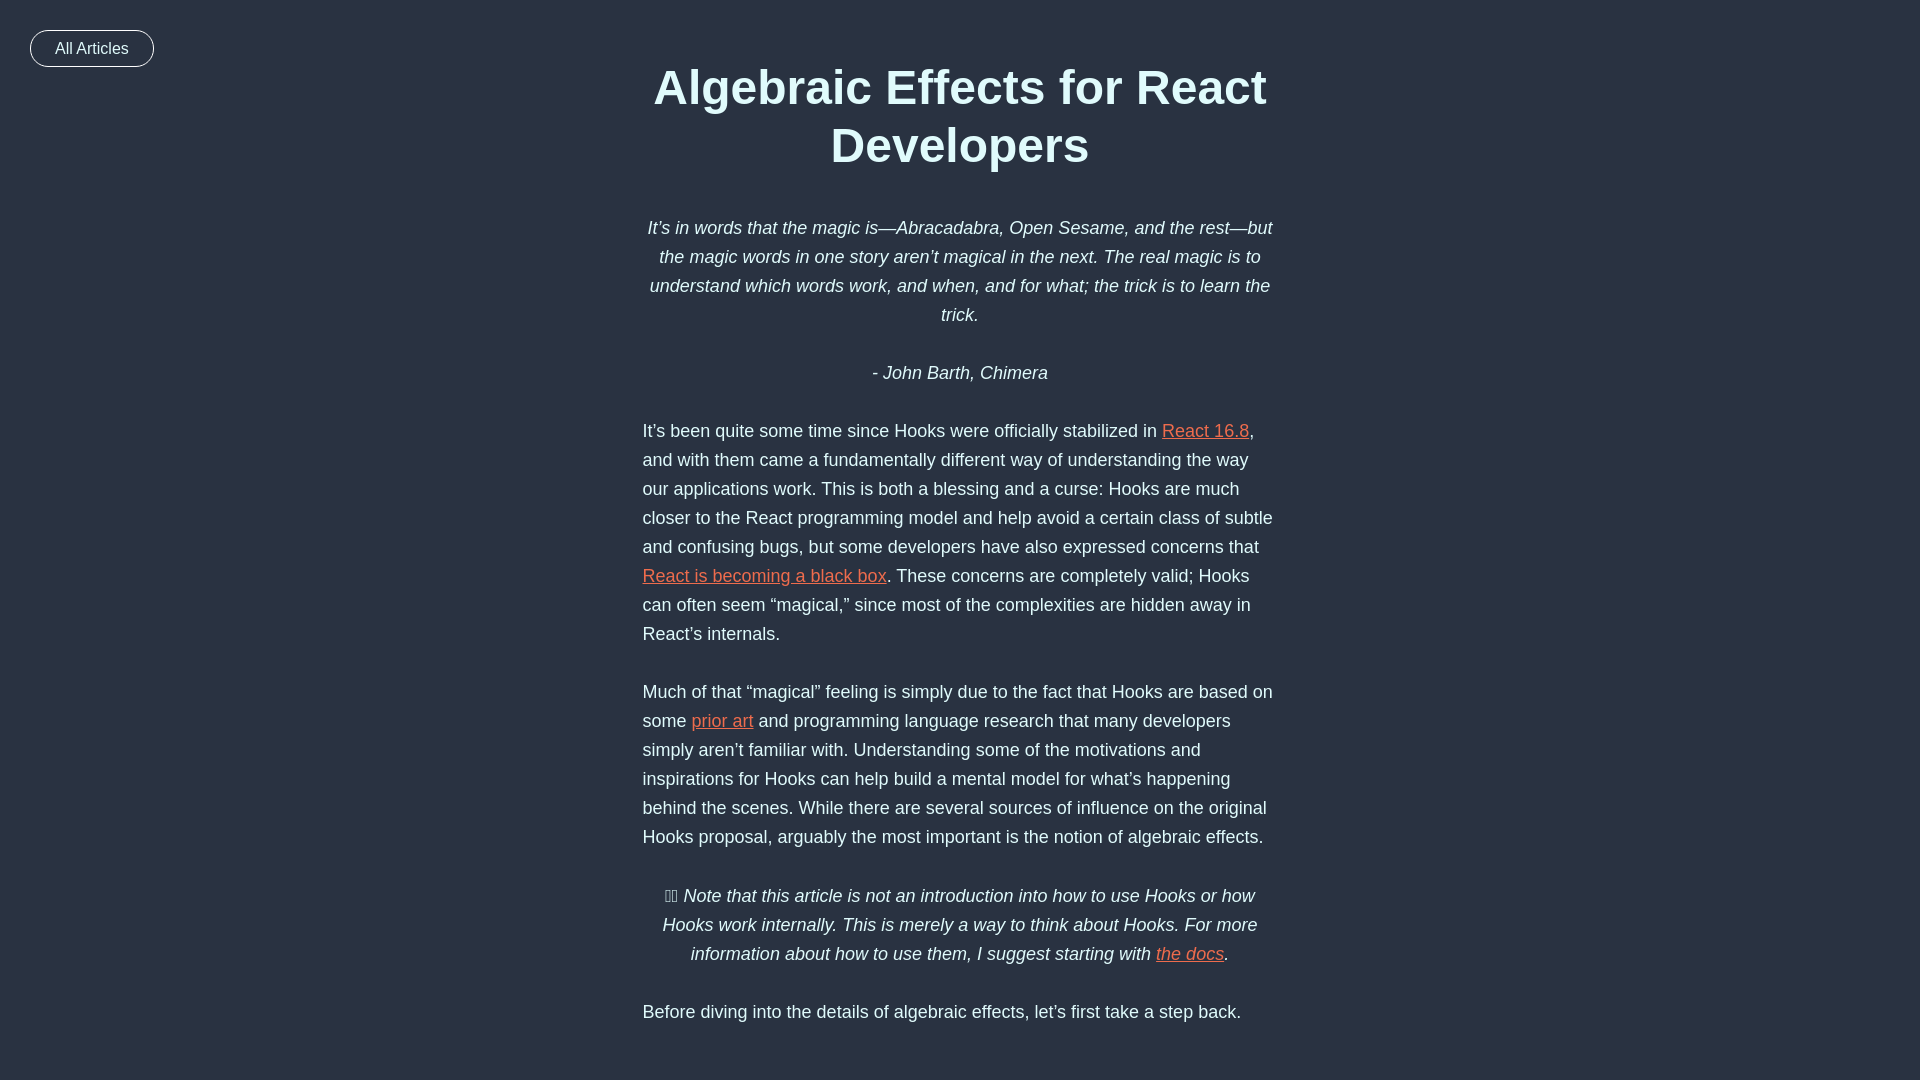 All Articles
Algebraic Effects for React
Developers
It’s in words that the magic is—Abracadabra, Open Sesame, and the rest—but
the magic words in one story aren’t magical in the next. The real magic is to
understand which words work, and when, and for what; the trick is to learn the
trick.
- John Barth, Chimera
It’s been quite some time since Hooks were officially stabilized in React 16.8,
and with them came a fundamentally different way of understanding the way
our applications work. This is both a blessing and a curse: Hooks are much
closer to the React programming model and help avoid a certain class of subtle
and confusing bugs, but some developers have also expressed concerns that
React is becoming a black box. These concerns are completely valid; Hooks
can often seem “magical,” since most of the complexities are hidden away in
React’s internals.
Much of that “magical” feeling is simply due to the fact that Hooks are based on
some prior art and programming language research that many developers
simply aren’t familiar with. Understanding some of the motivations and
inspirations for Hooks can help build a mental model for what’s happening
behind the scenes. While there are several sources of influence on the original
Hooks proposal, arguably the most important is the notion of algebraic effects.
Note that this article is not an introduction into how to use Hooks or how
Hooks work internally. This is merely a way to think about Hooks. For more
information about how to use them, I suggest starting with the docs.
Before diving into the details of algebraic effects, let’s first take a step back.